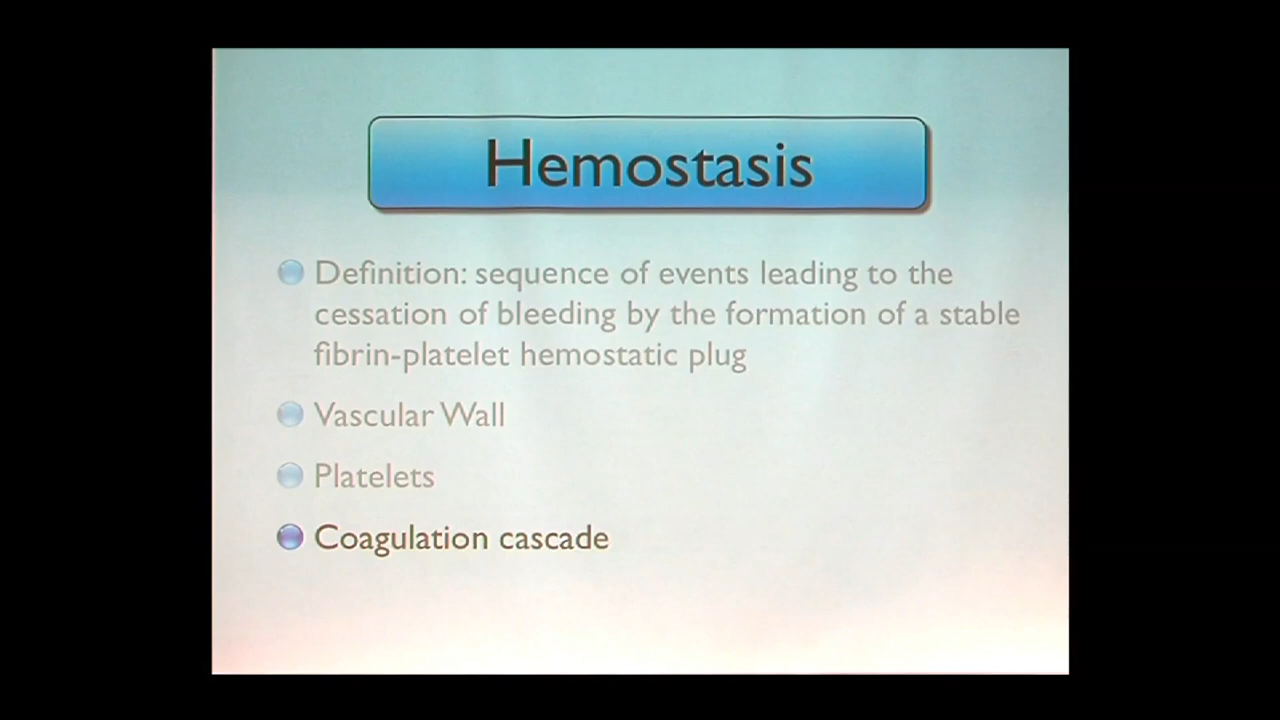 Hemostasis
Definition: sequence of events leading to the
cessation of bleeding by the formation of a stable
fibrin-platelet hemostatic plug
Vascular Wall
Platelets
Coagulation cascade